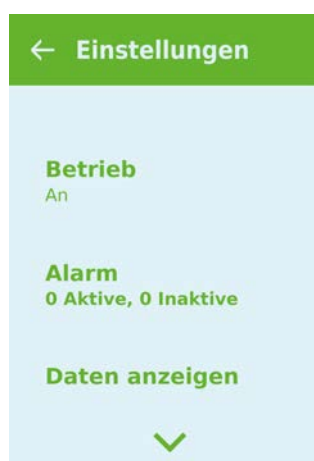 Einstellungen
Betrieb
An
Alarm
0 Aktive, 0 Inaktive
Daten anzeigen